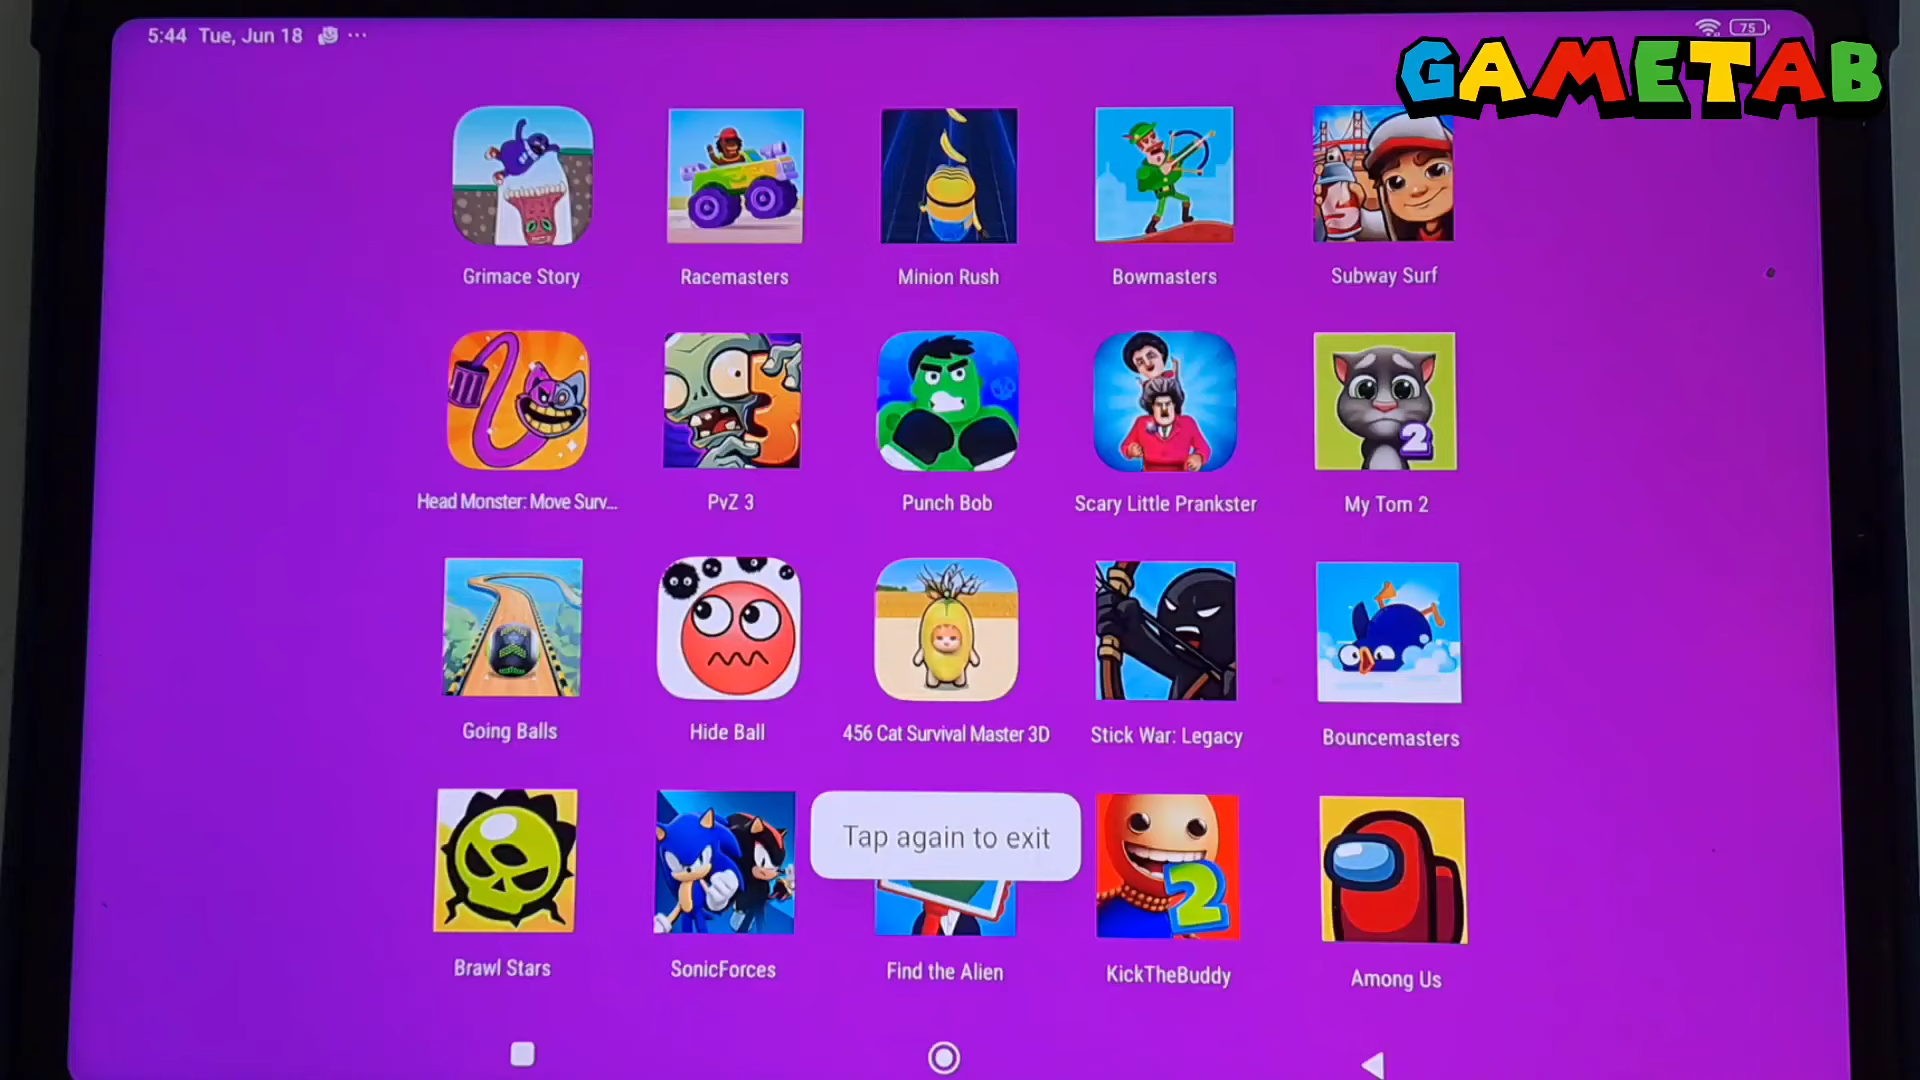 5:44 Tue, Jun 18
75
GAMETAB
Grimace Story
Racemasters
Minion Rush
Bowmasters
Subway Surf
Head Monster: Move Surv...
PvZ 3
Punch Bob
Scary Little Prankster
2
My Tom 2
Going Balls
Hide Ball
456 Cat Survival Master 3D
Stick War: Legacy
Bouncemasters
Tap again to exit
2
Brawl Stars
SonicForces
Find the Alien
KickTheBuddy
Among Us